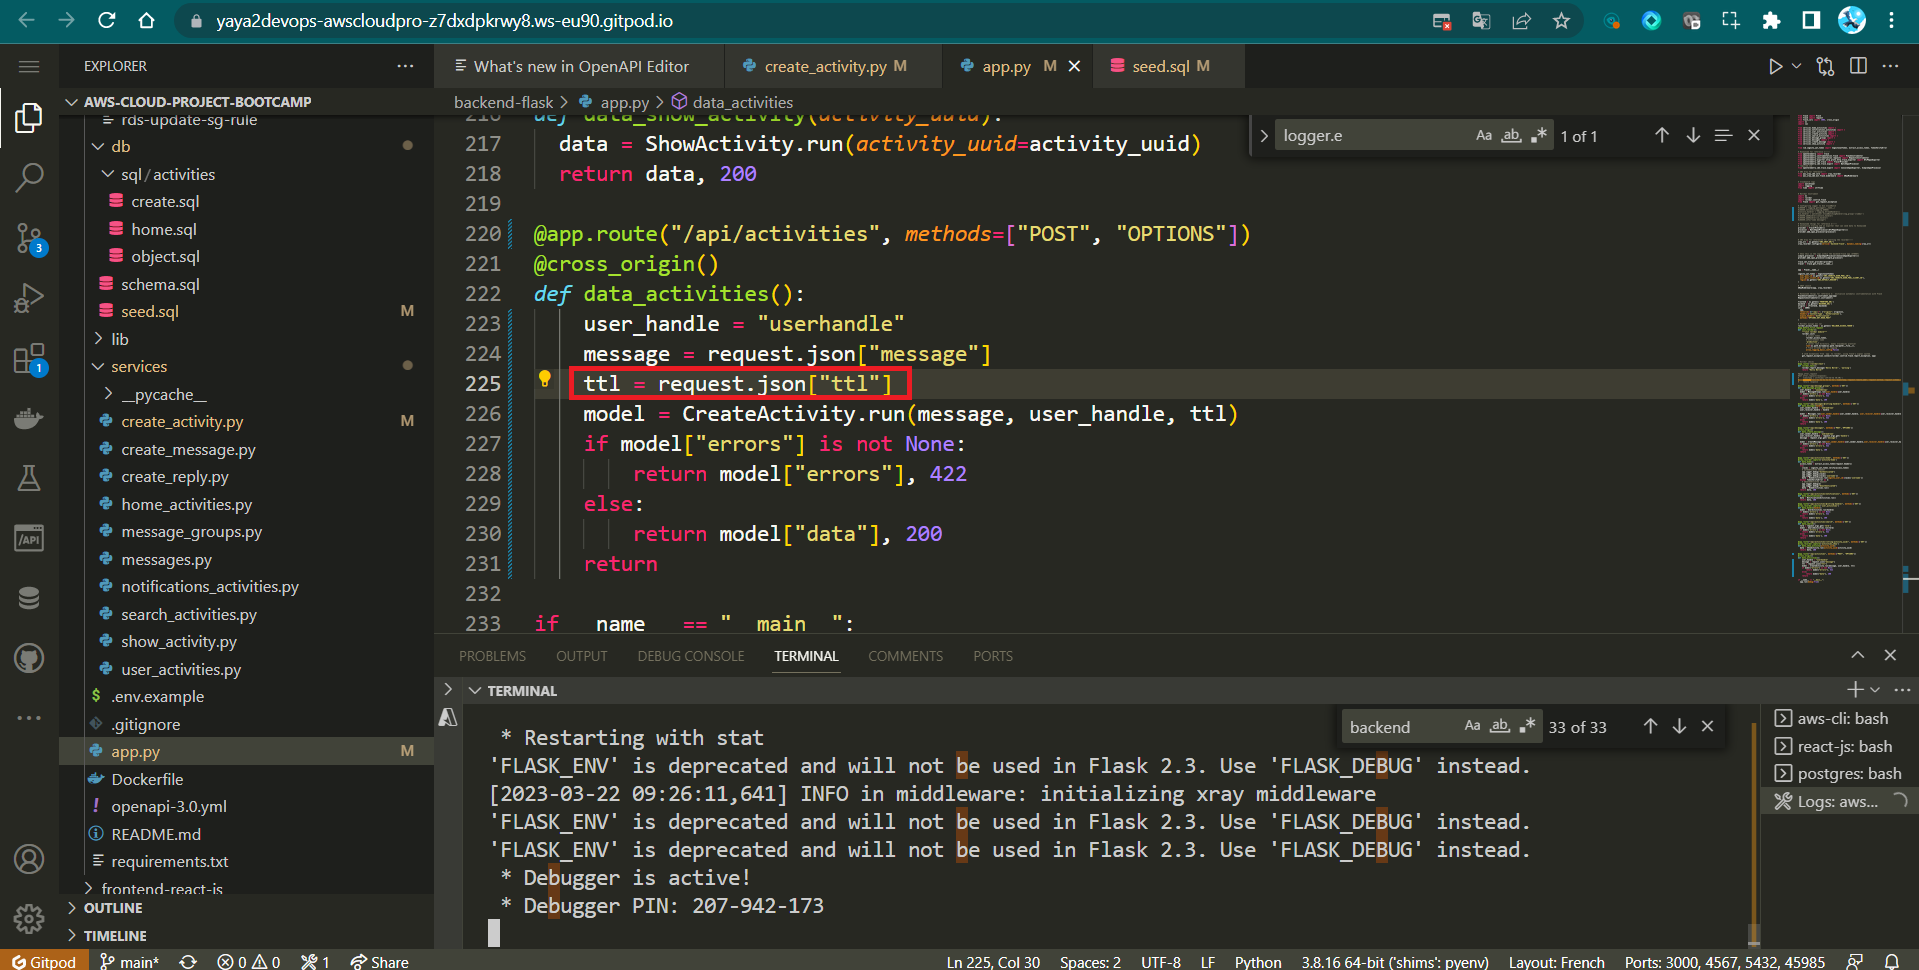 yaya2devops-awscloudpro-z7dxdpkrwy8.ws-eu90.gitpod.io
EXPLORER
What's new in OpenAPI Editor
create_activity.py M
app.py M
seed.sql M
AWS-CLOUD-PROJECT-BOOTCAMP
backend-flask > app.py > data_activities
rds-update-sg-rule
db
sql/activities
create.sql
home.sql
object.sql
schema.sql
seed.sql M
lib
services
__pycache__
create_activity.py M
create_message.py
create_reply.py
home_activities.py
message_groups.py
messages.py
notifications_activities.py
search_activities.py
show_activity.py
user_activities.py
.env.example
.gitignore
app.py M
Dockerfile
openapi-3.0.yml
README.md
requirements.txt
frontend-react-js
OUTLINE
TIMELINE
3
1
/API
logger.e
Aa ab 1 of 1
216 def data_show_activity(activity_uuid):
217 data = ShowActivity.run(activity_uuid=activity_uuid)
218 return data, 200
219
220 @app.route("/api/activities", methods=["POST", "OPTIONS"])
221 @cross_origin()
222 def data_activities():
223 user_handle = "userhandle"
224 message = request.json["message"]
225 ttl = request.json["ttl"]
226 model = CreateActivity.run(message, user_handle, ttl)
227 if model["errors"] is not None:
228 return model["errors"], 422
229 else:
230 return model["data"], 200
231 return
232
233 if __name__ == "__main__":
PROBLEMS OUTPUT DEBUG CONSOLE TERMINAL COMMENTS PORTS
TERMINAL
backend Aa ab 33 of 33
* Restarting with stat
'FLASK_ENV' is deprecated and will not be used in Flask 2.3. Use 'FLASK_DEBUG' instead.
[2023-03-22 09:26:11,641] INFO in middleware: initializing xray middleware
'FLASK_ENV' is deprecated and will not be used in Flask 2.3. Use 'FLASK_DEBUG' instead.
'FLASK_ENV' is deprecated and will not be used in Flask 2.3. Use 'FLASK_DEBUG' instead.
* Debugger is active!
* Debugger PIN: 207-942-173
aws-cli: bash
react-js: bash
postgres: bash
Logs: aws...
Gitpod main* 0 0 1 Share
Ln 225, Col 30 Spaces: 2 UTF-8 LF Python 3.8.16 64-bit ('shims': pyenv) Layout: French Ports: 3000, 4567, 5432, 45985